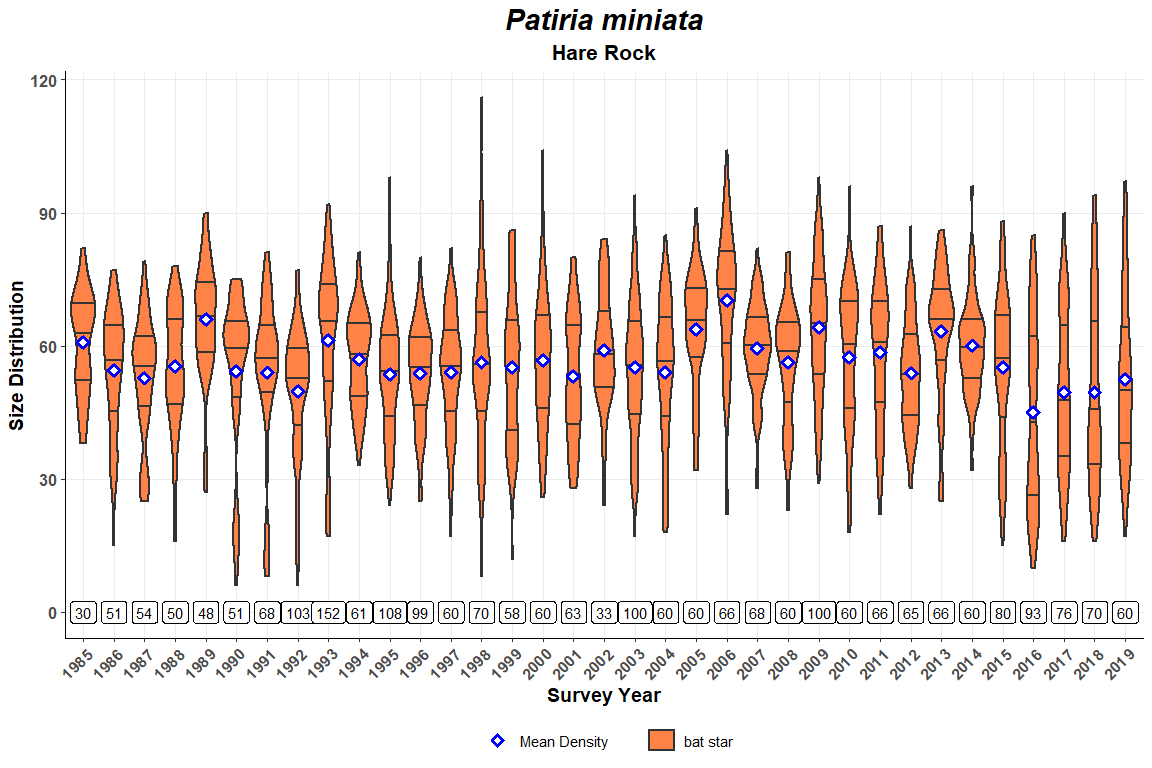 Patiria miniata
Hare Rock
Size Distribution
120
90
60
30
0
30 51 54 50 48 51 68 103 152 61 108 99 60 70 58 60 63 33 100 60 60 66 68 60 100 60 66 65 66 60 80 93 76 70 60
1985 1986 1987 1988 1989 1990 1991 1992 1993 1994 1995 1996 1997 1998 1999 2000 2001 2002 2003 2004 2005 2006 2007 2008 2009 2010 2011 2012 2013 2014 2015 2016 2017 2018 2019
Survey Year
Mean Density bat star